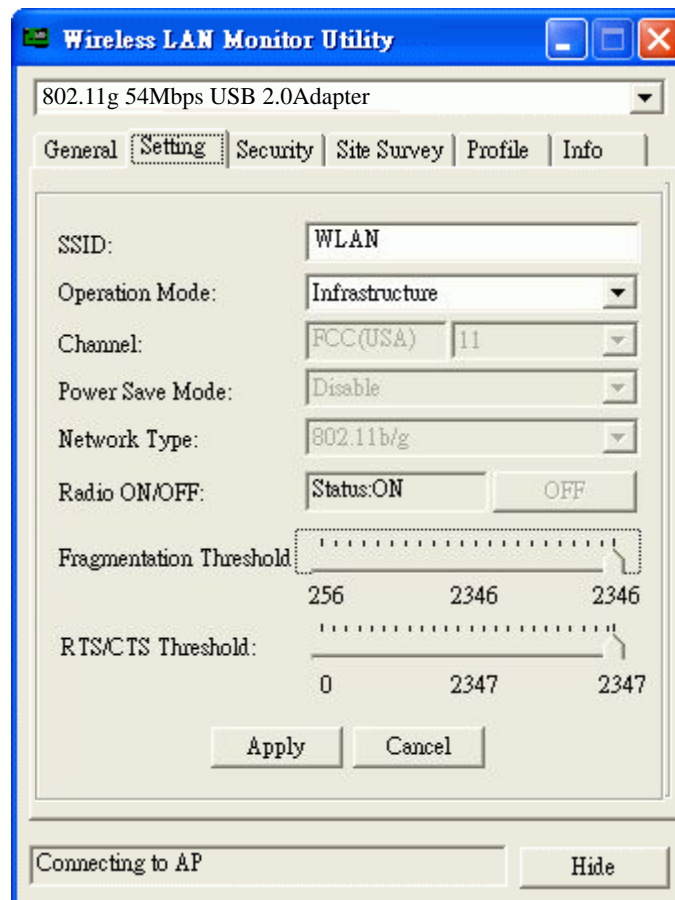 Wireless LAN Monitor Utility
802.11g 54Mbps USB 2.0Adapter
General Setting Security Site Survey Profile Info
SSID: WLAN
Operation Mode: Infrastructure
Channel: FCC(USA) 11
Power Save Mode: Disable
Network Type: 802.11b/g
Radio ON/OFF: Status:ON OFF
Fragmentation Threshold
256 2346 2346
RTS/CTS Threshold:
0 2347 2347
Apply Cancel
Connecting to AP Hide